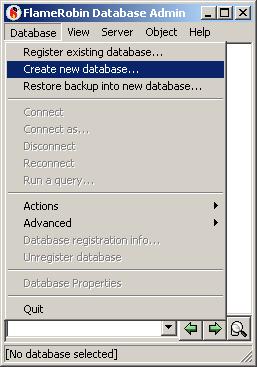 FlameRobin Database Admin
Database View Server Object Help
Register existing database...
Create new database...
Restore backup into new database...
Connect
Connect as...
Disconnect
Reconnect
Run a query...
Actions
Advanced
Database registration info...
Unregister database
Database Properties
Quit
[No database selected]